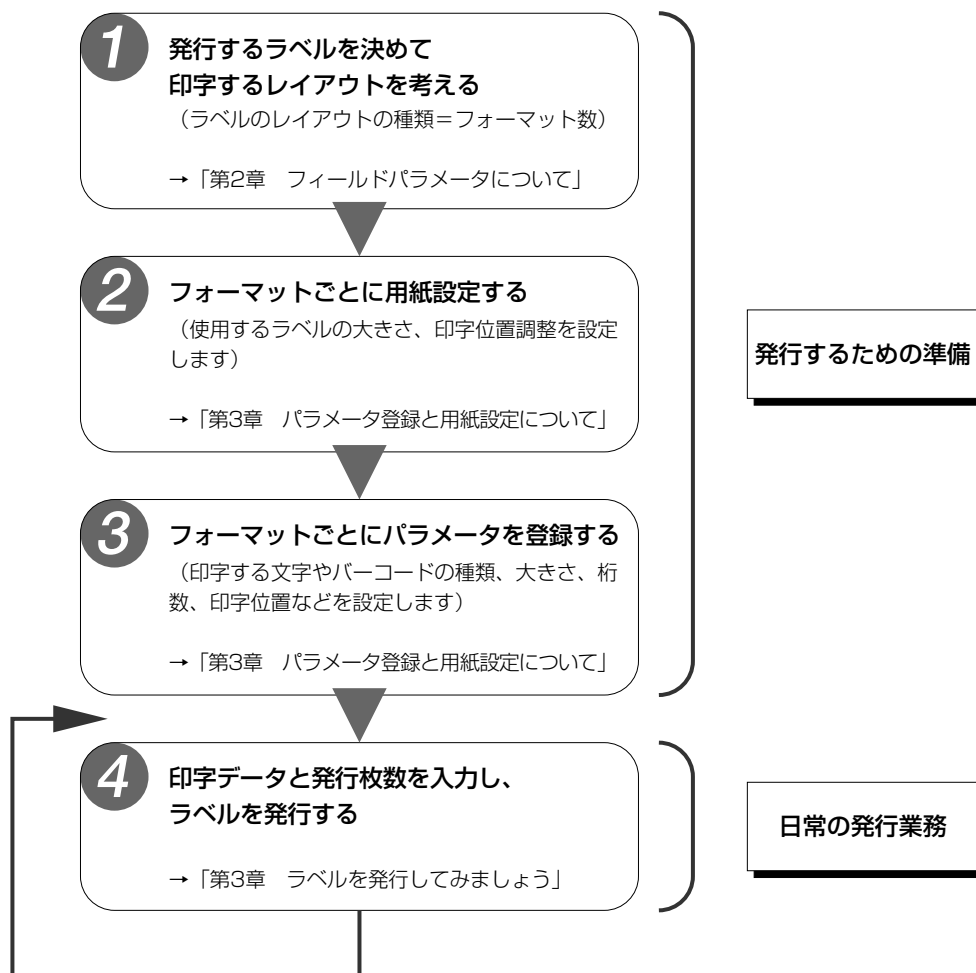 1
発行するラベルを決めて
印字するレイアウトを考える
（ラベルのレイアウトの種類＝フォーマット数）
→「第2章　フィールドパラメータについて」
2
フォーマットごとに用紙設定する
（使用するラベルの大きさ、印字位置調整を設定
します）
→「第3章　パラメータ登録と用紙設定について」
3
フォーマットごとにパラメータを登録する
（印字する文字やバーコードの種類、大きさ、桁
数、印字位置などを設定します）
→「第3章　パラメータ登録と用紙設定について」
発行するための準備
4
印字データと発行枚数を入力し、
ラベルを発行する
→「第3章　ラベルを発行してみましょう」
日常の発行業務